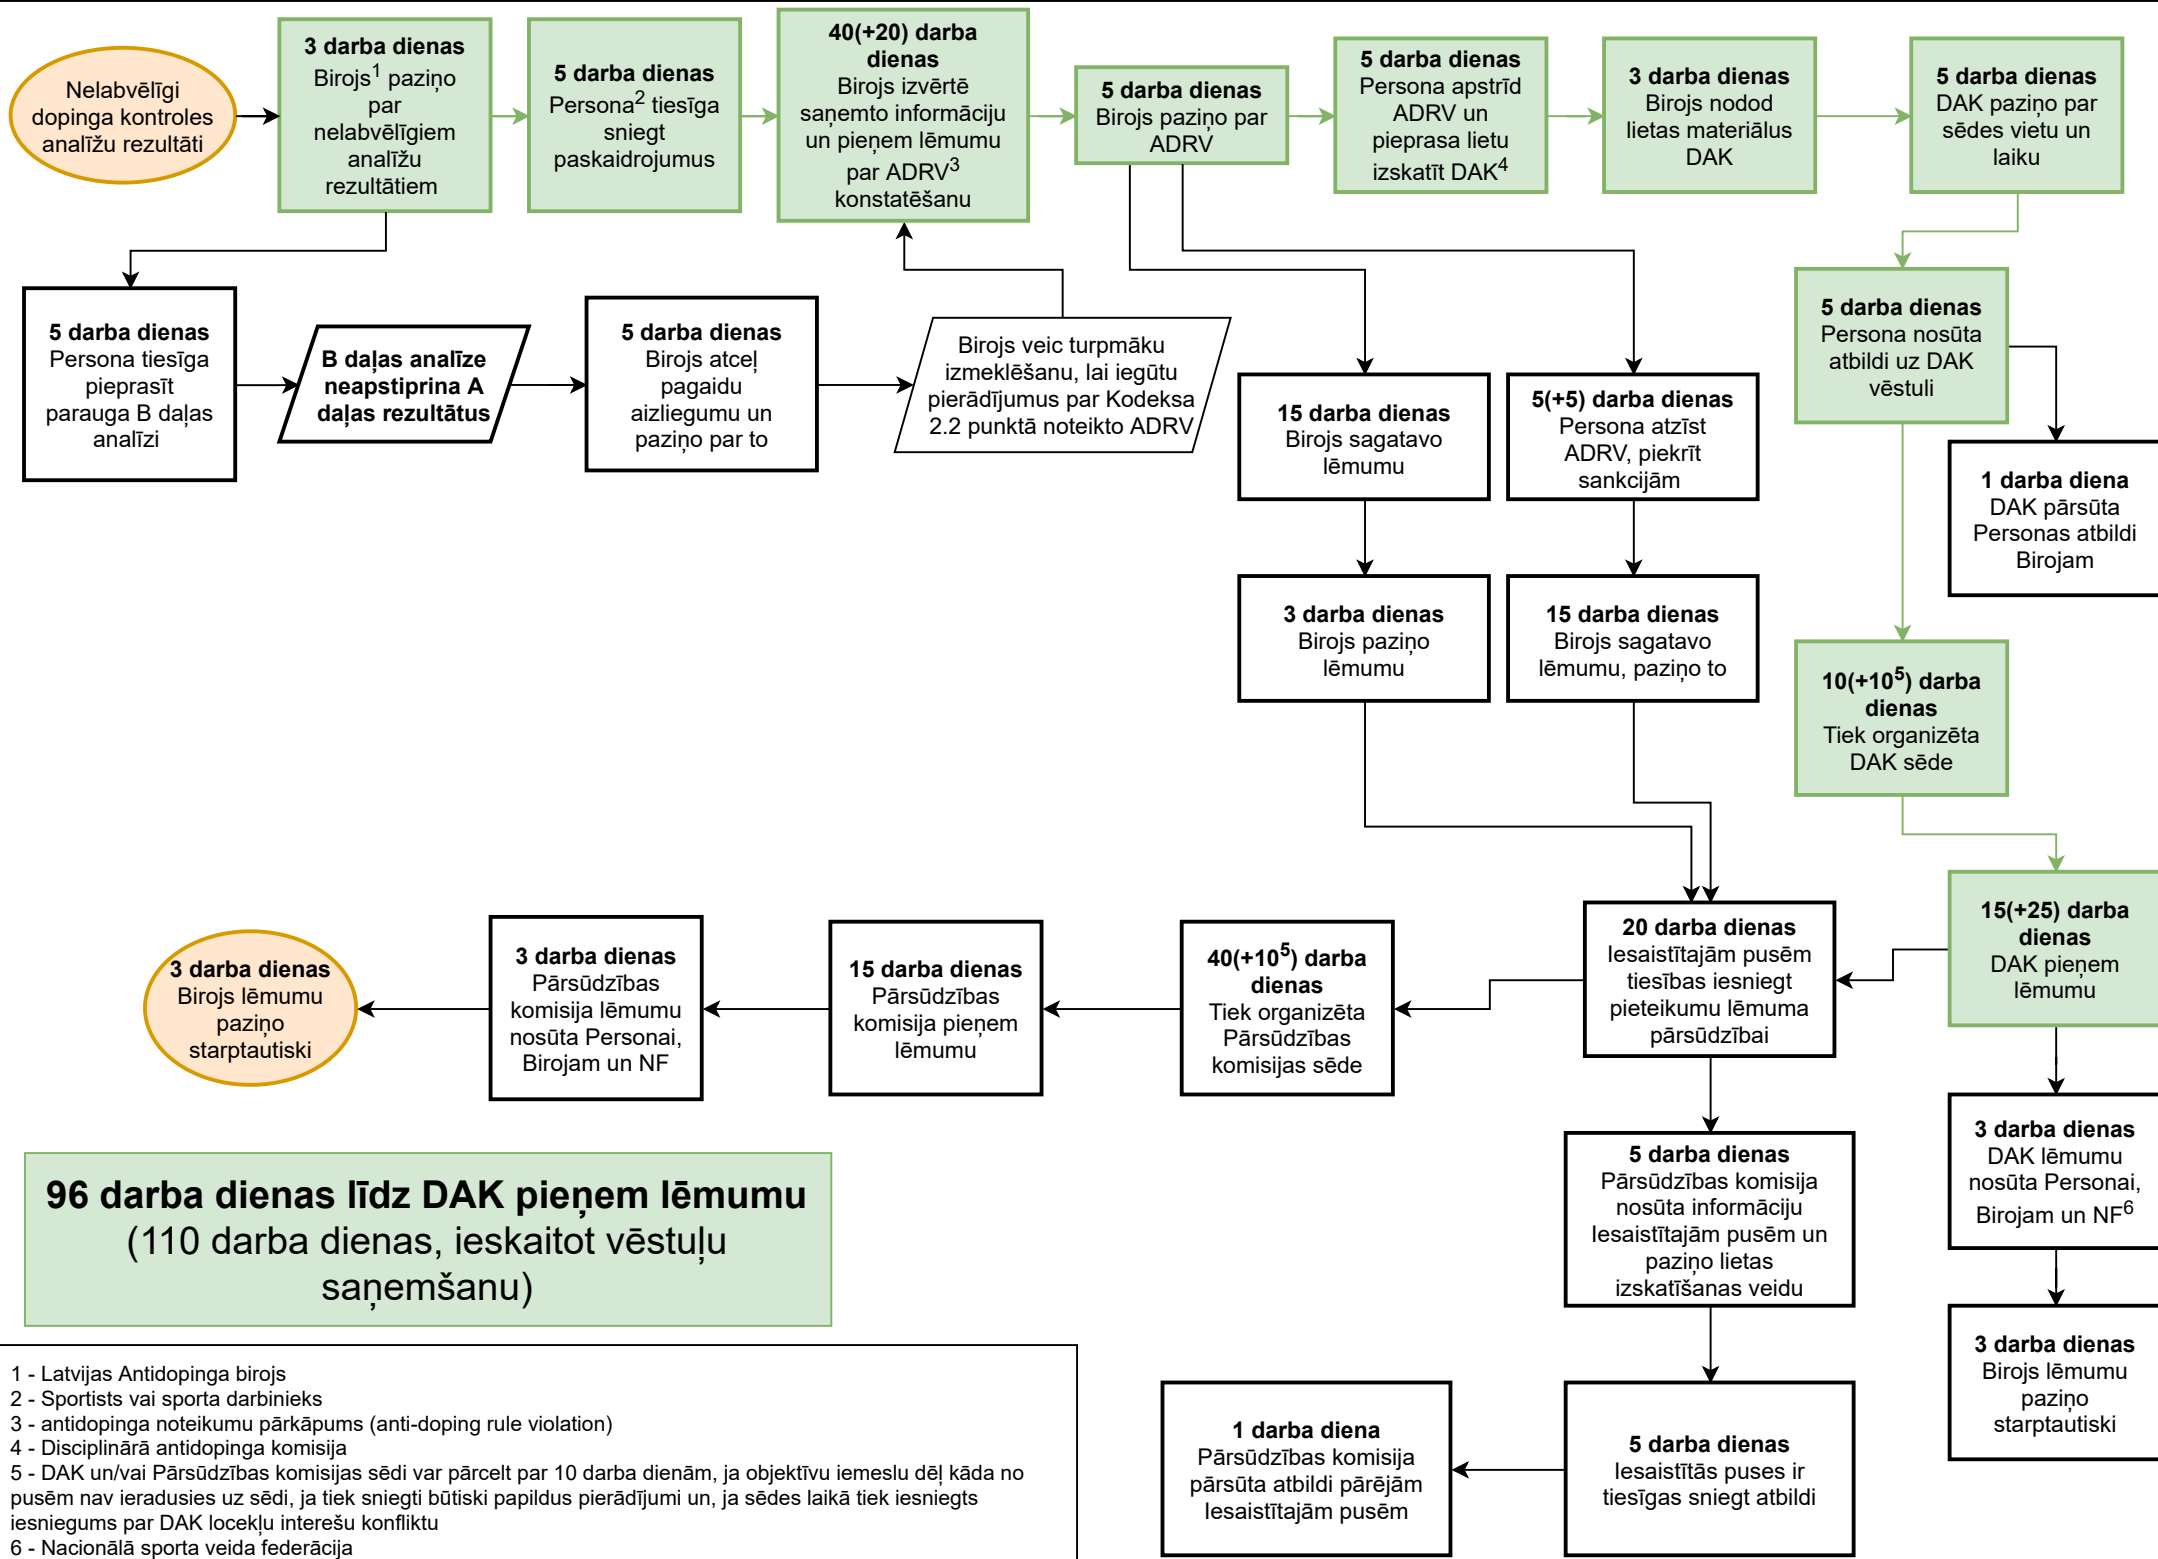 Nelabvēlīgi
dopinga kontroles
analīžu rezultāti
3 darba dienas
Birojs1 paziņo
par
nelabvēlīgiem
analīžu
rezultātiem
5 darba dienas
Persona2 tiesīga
sniegt
paskaidrojumus
40(+20) darba
dienas
Birojs izvērtē
saņemto informāciju
un pieņem lēmumu
par ADRV3
konstatēšanu
5 darba dienas
Birojs paziņo par
ADRV
5 darba dienas
Persona apstrīd
ADRV un
pieprasa lietu
izskatīt DAK4
3 darba dienas
Birojs nodod
lietas materiālus
DAK
5 darba dienas
DAK paziņo par
sēdes vietu un
laiku
5 darba dienas
Persona tiesīga
pieprasīt
parauga B daļas
analīzi
B daļas analīze
neapstiprina A
daļas rezultātus
5 darba dienas
Birojs atceļ
pagaidu
aizliegumu un
paziņo par to
Birojs veic turpmāku
izmeklēšanu, lai iegūtu
pierādījumus par Kodeksa
2.2 punktā noteikto ADRV
15 darba dienas
Birojs sagatavo
lēmumu
5(+5) darba dienas
Persona atzīst
ADRV, piekrīt
sankcijām
5 darba dienas
Persona nosūta
atbildi uz DAK
vēstuli
1 darba diena
DAK pārsūta
Personas atbildi
Birojam
3 darba dienas
Birojs paziņo
lēmumu
15 darba dienas
Birojs sagatavo
lēmumu, paziņo to
10(+105) darba
dienas
Tiek organizēta
DAK sēde
3 darba dienas
Birojs lēmumu
paziņo
starptautiski
3 darba dienas
Pārsūdzības
komisija lēmumu
nosūta Personai,
Birojam un NF
15 darba dienas
Pārsūdzības
komisija pieņem
lēmumu
40(+105) darba
dienas
Tiek organizēta
Pārsūdzības
komisijas sēde
20 darba dienas
Iesaistītajām pusēm
tiesības iesniegt
pieteikumu lēmuma
pārsūdzībai
15(+25) darba
dienas
DAK pieņem
lēmumu
5 darba dienas
Pārsūdzības komisija
nosūta informāciju
Iesaistītajām pusēm un
paziņo lietas
izskatīšanas veidu
3 darba dienas
DAK lēmumu
nosūta Personai,
Birojam un NF6
96 darba dienas līdz DAK pieņem lēmumu
(110 darba dienas, ieskaitot vēstuļu
saņemšanu)
3 darba dienas
Birojs lēmumu
paziņo
starptautiski
1 darba diena
Pārsūdzības komisija
pārsūta atbildi pārējām
Iesaistītajām pusēm
5 darba dienas
Iesaistītās puses ir
tiesīgas sniegt atbildi
1 - Latvijas Antidopinga birojs
2 - Sportists vai sporta darbinieks
3 - antidopinga noteikumu pārkāpums (anti-doping rule violation)
4 - Disciplinārā antidopinga komisija
5 - DAK un/vai Pārsūdzības komisijas sēdi var pārcelt par 10 darba dienām, ja objektīvu iemeslu dēļ kāda no
pusēm nav ieradusies uz sēdi, ja tiek sniegti būtiski papildus pierādījumi un, ja sēdes laikā tiek iesniegts
iesniegums par DAK locekļu interešu konfliktu
6 - Nacionālā sporta veida federācija